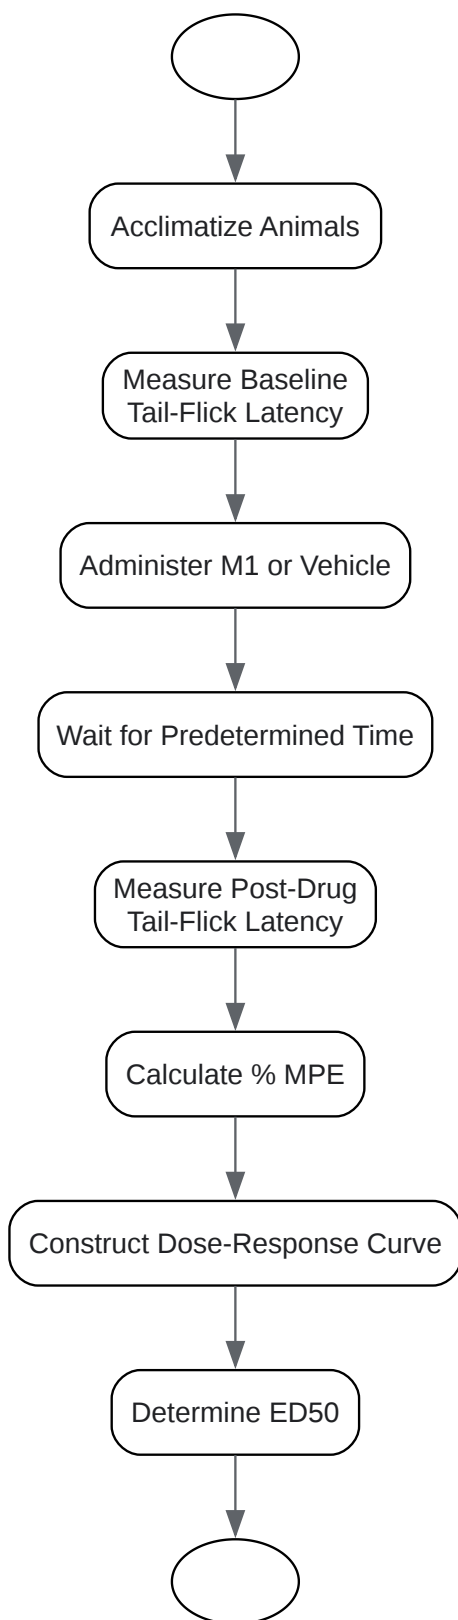 Acclimatize Animals
Measure Baseline
Tail-Flick Latency
Administer M1 or Vehicle
Wait for Predetermined Time
Measure Post-Drug
Tail-Flick Latency
Calculate % MPE
Construct Dose-Response Curve
Determine ED50